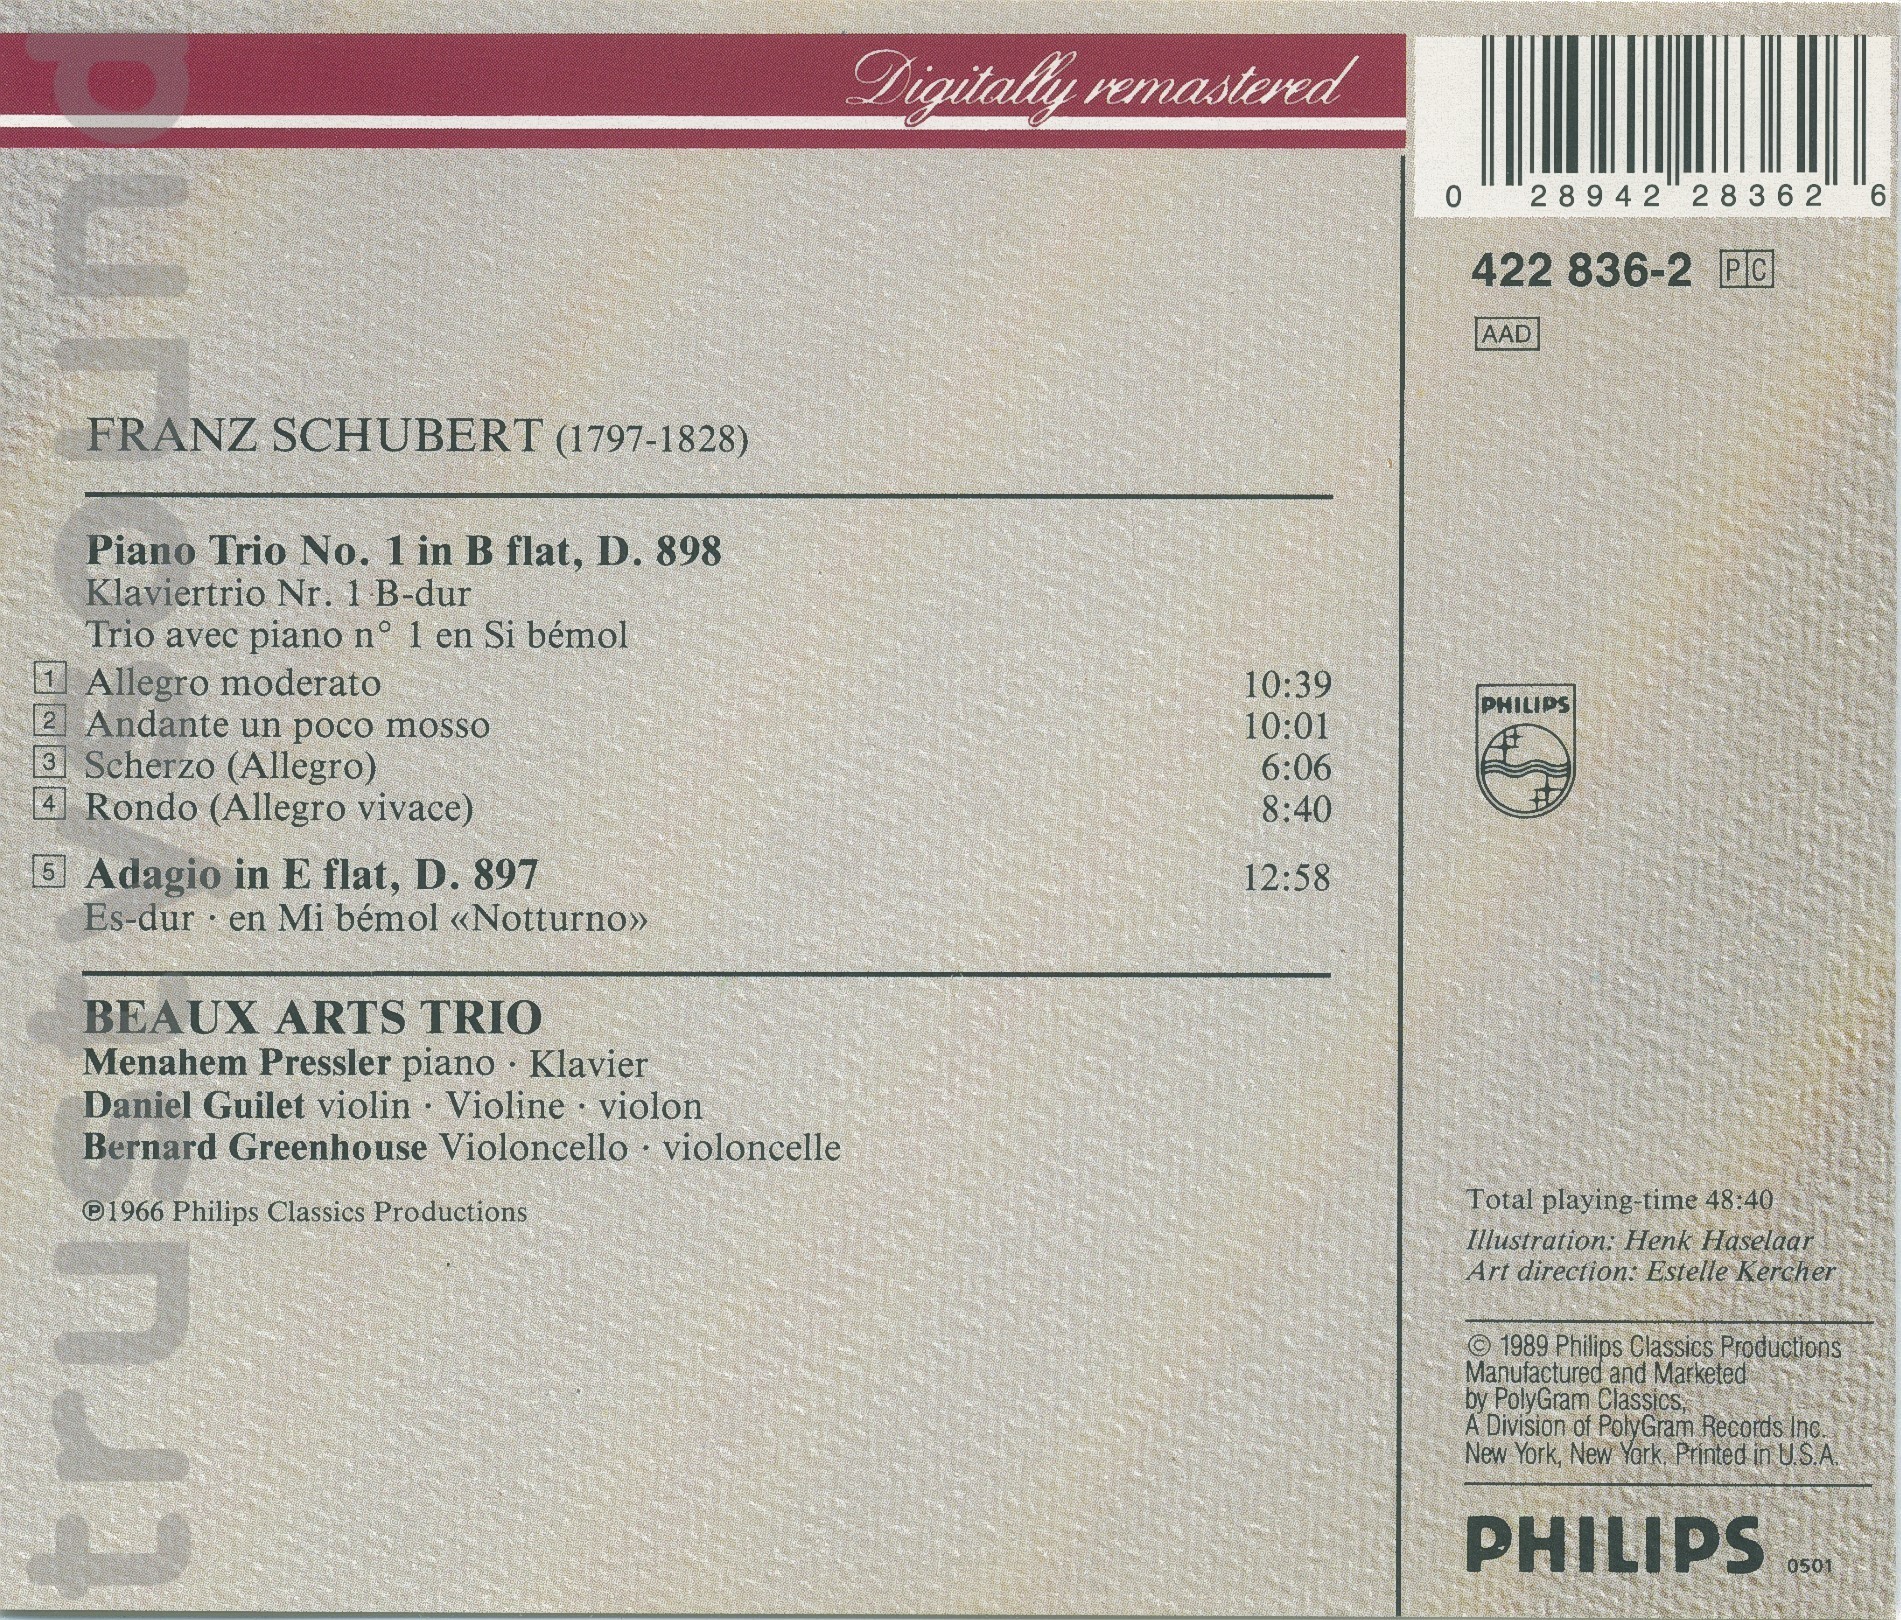 Digitally remastered
0 28942 28362 6
422 836-2 PC
AAD
FRANZ SCHUBERT (1797-1828)
Piano Trio No. 1 in B flat, D. 898
Klaviertrio Nr. 1 B-dur
Trio avec piano n° 1 en Si bémol
1 Allegro moderato 10:39
2 Andante un poco mosso 10:01
3 Scherzo (Allegro) 6:06
4 Rondo (Allegro vivace) 8:40
5 Adagio in E flat, D. 897 12:58
Es-dur · en Mi bémol «Notturno»
BEAUX ARTS TRIO
Menahem Pressler piano · Klavier
Daniel Guilet violin · Violine · violon
Bernard Greenhouse Violoncello · violoncelle
℗1966 Philips Classics Productions
PHILIPS
Total playing-time 48:40
Illustration: Henk Haselaar
Art direction: Estelle Kercher
© 1989 Philips Classics Productions
Manufactured and Marketed
by PolyGram Classics,
A Division of PolyGram Records Inc.
New York, New York. Printed in U.S.A.
PHILIPS 0501
trustyound